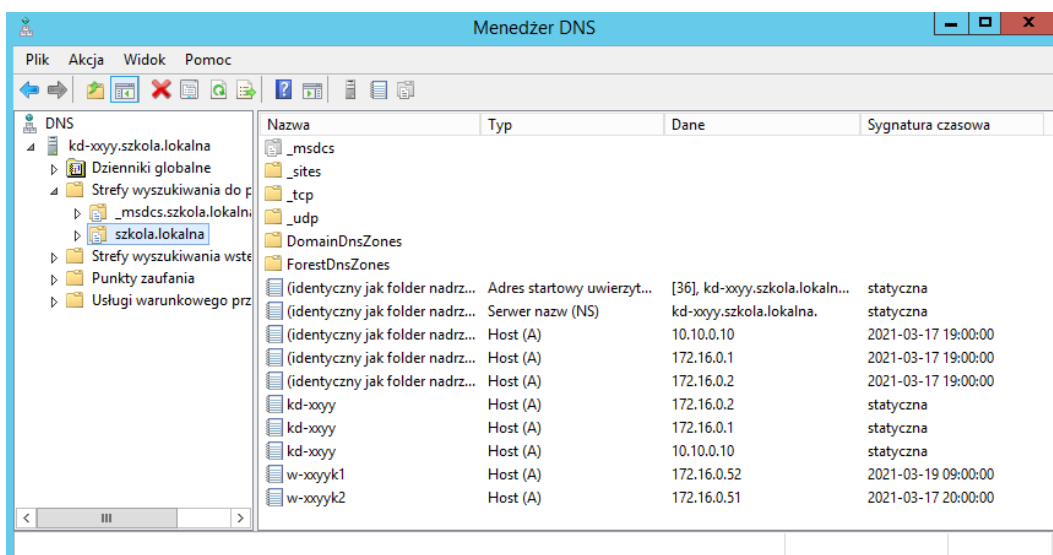 Menedżer DNS
Plik Akcja Widok Pomoc
DNS
kd-xxyy.szkola.lokalna
Dzienniki globalne
Strefy wyszukiwania do p
_msdcs.szkola.lokaln
szkola.lokalna
Strefy wyszukiwania wste
Punkty zaufania
Usługi warunkowego prz
Nazwa Typ Dane Sygnatura czasowa
_msdcs
_sites
_tcp
_udp
DomainDnsZones
ForestDnsZones
(identyczny jak folder nadrz... Adres startowy uwierzyt... [36], kd-xxyy.szkola.lokaln... statyczna
(identyczny jak folder nadrz... Serwer nazw (NS) kd-xxyy.szkola.lokalna. statyczna
(identyczny jak folder nadrz... Host (A) 10.10.0.10 2021-03-17 19:00:00
(identyczny jak folder nadrz... Host (A) 172.16.0.1 2021-03-17 19:00:00
(identyczny jak folder nadrz... Host (A) 172.16.0.2 2021-03-17 19:00:00
kd-xxyy Host (A) 172.16.0.2 statyczna
kd-xxyy Host (A) 172.16.0.1 statyczna
kd-xxyy Host (A) 10.10.0.10 statyczna
w-xxyyk1 Host (A) 172.16.0.52 2021-03-19 09:00:00
w-xxyyk2 Host (A) 172.16.0.51 2021-03-17 20:00:00